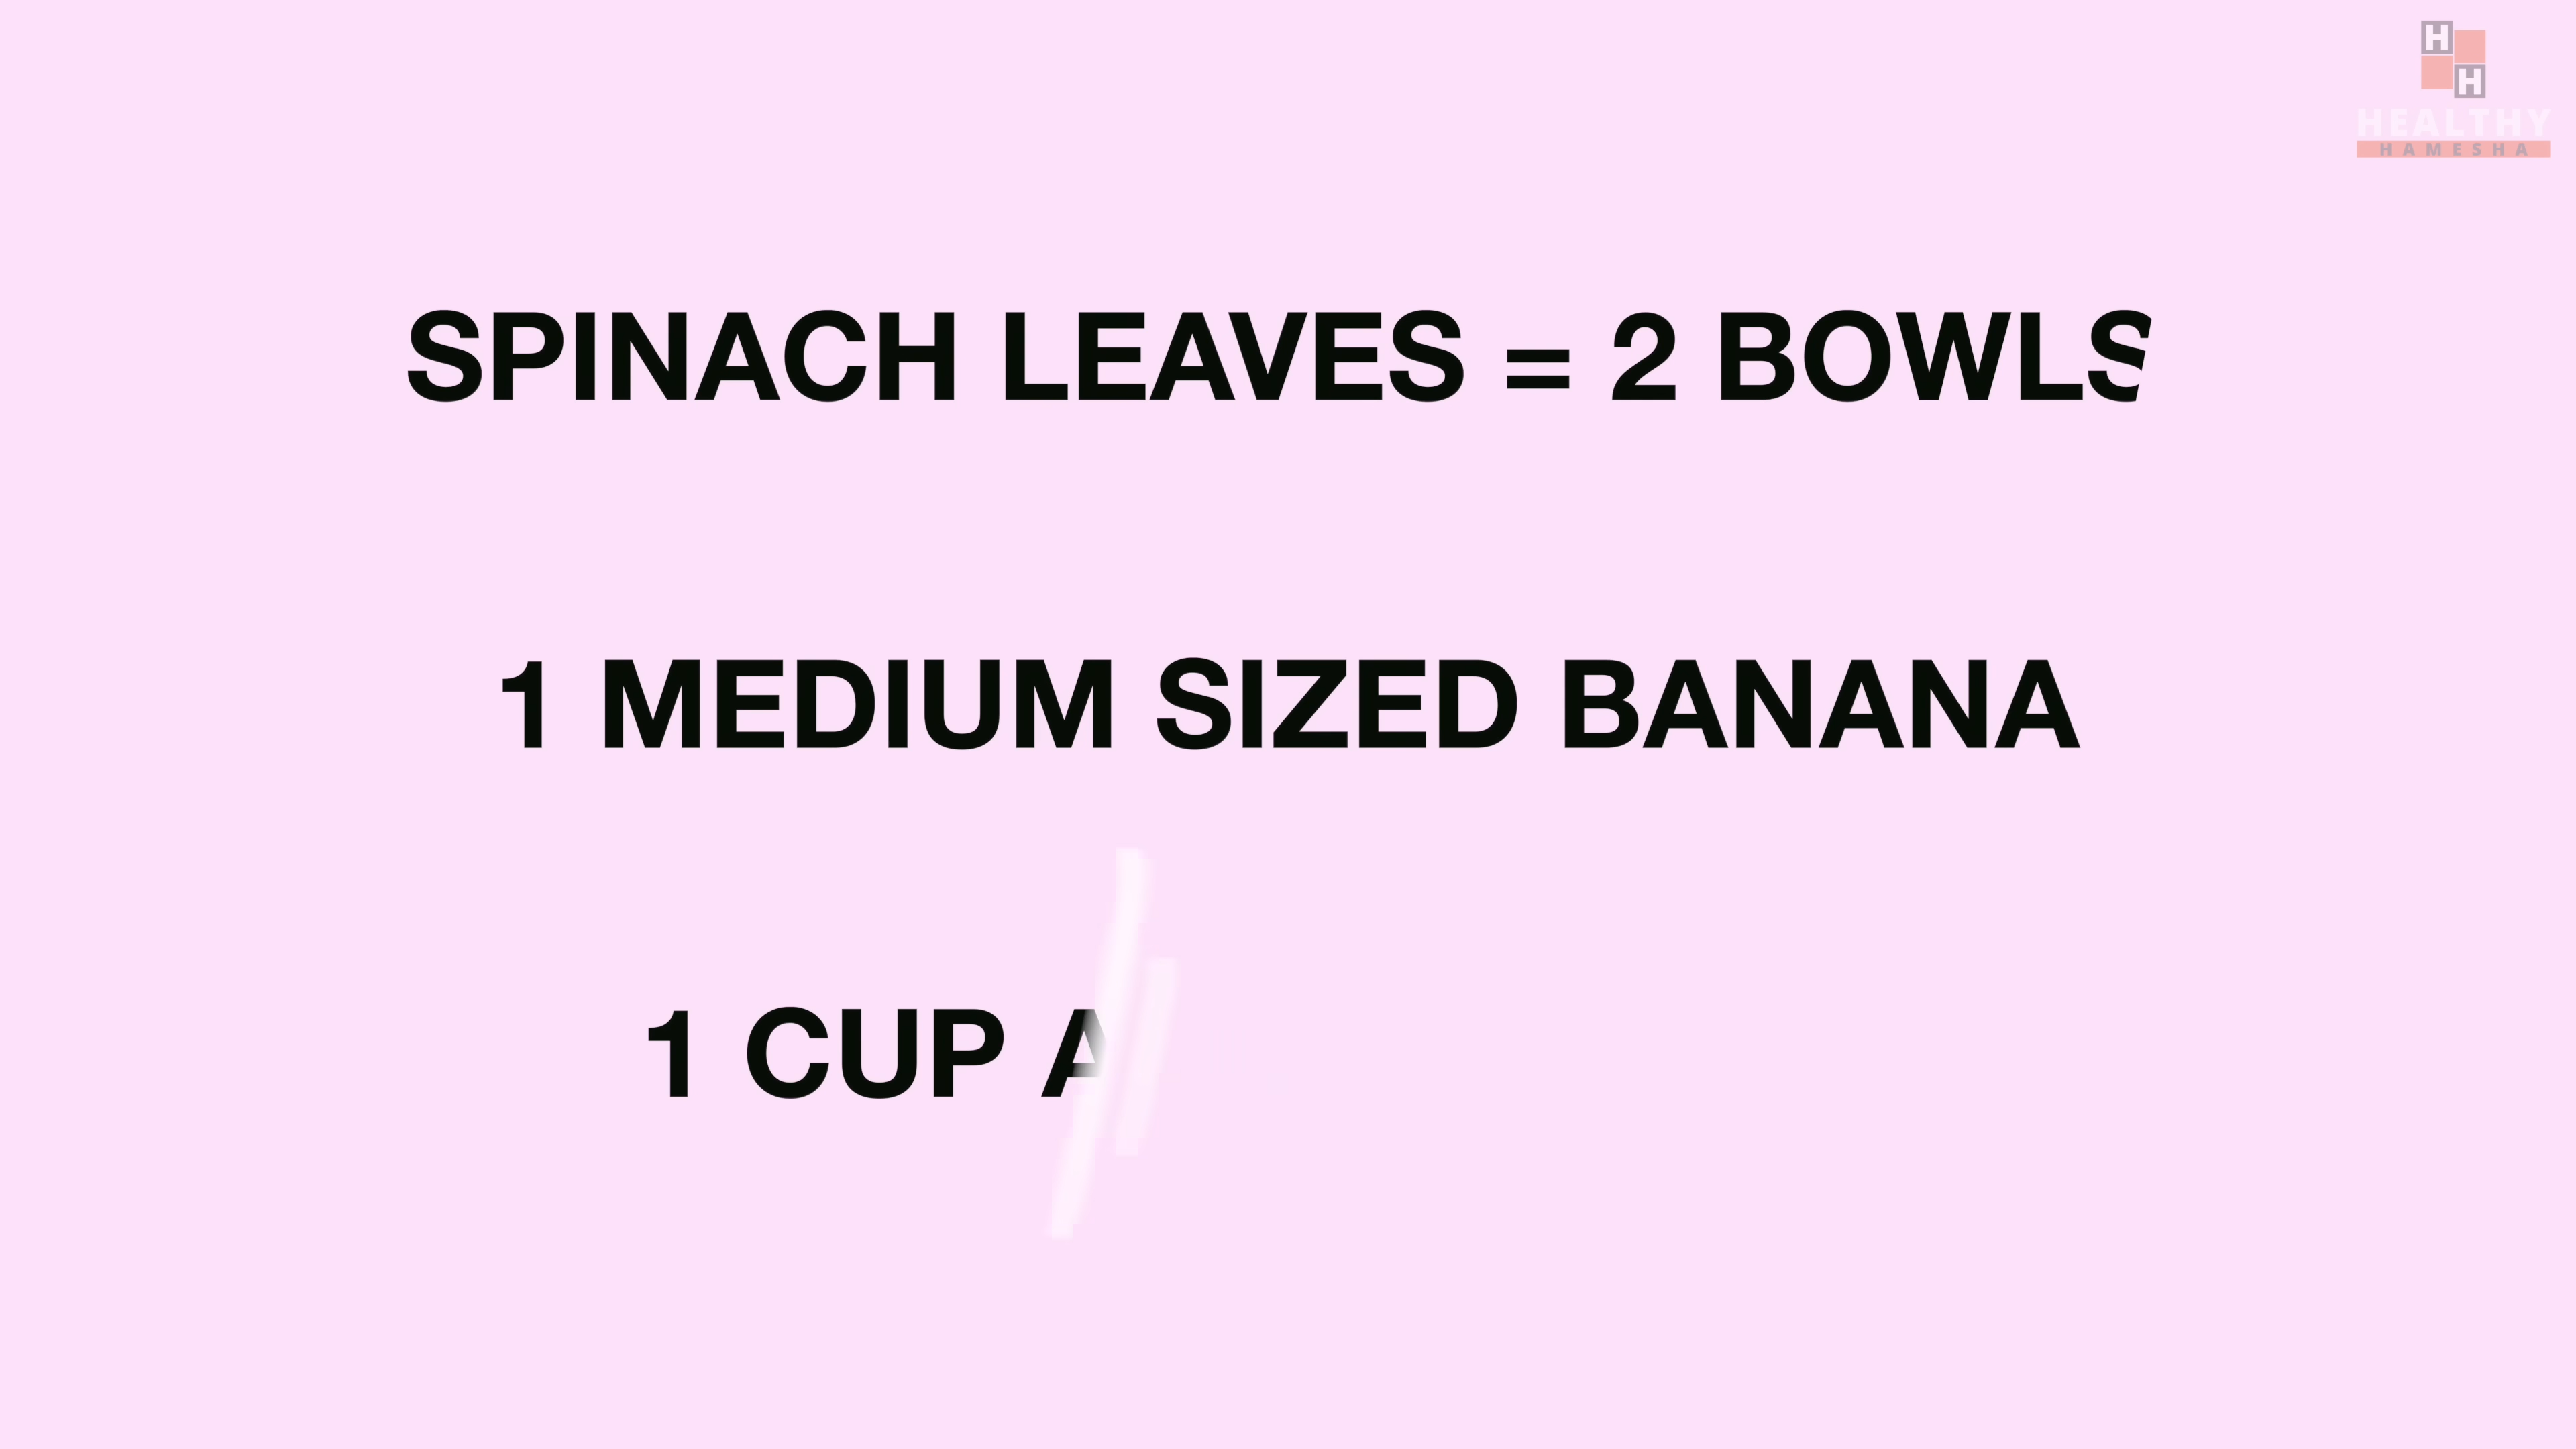 H
H
HEALTHY
HAMESHA
SPINACH LEAVES = 2 BOWLS
1 MEDIUM SIZED BANANA
1 CUP A